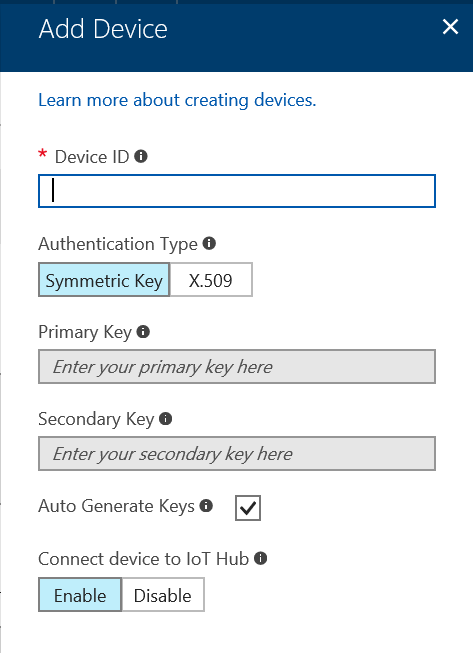 Add Device
Learn more about creating devices.
* Device ID
Authentication Type
Symmetric Key X.509
Primary Key
Enter your primary key here
Secondary Key
Enter your secondary key here
Auto Generate Keys
Connect device to IoT Hub
Enable Disable